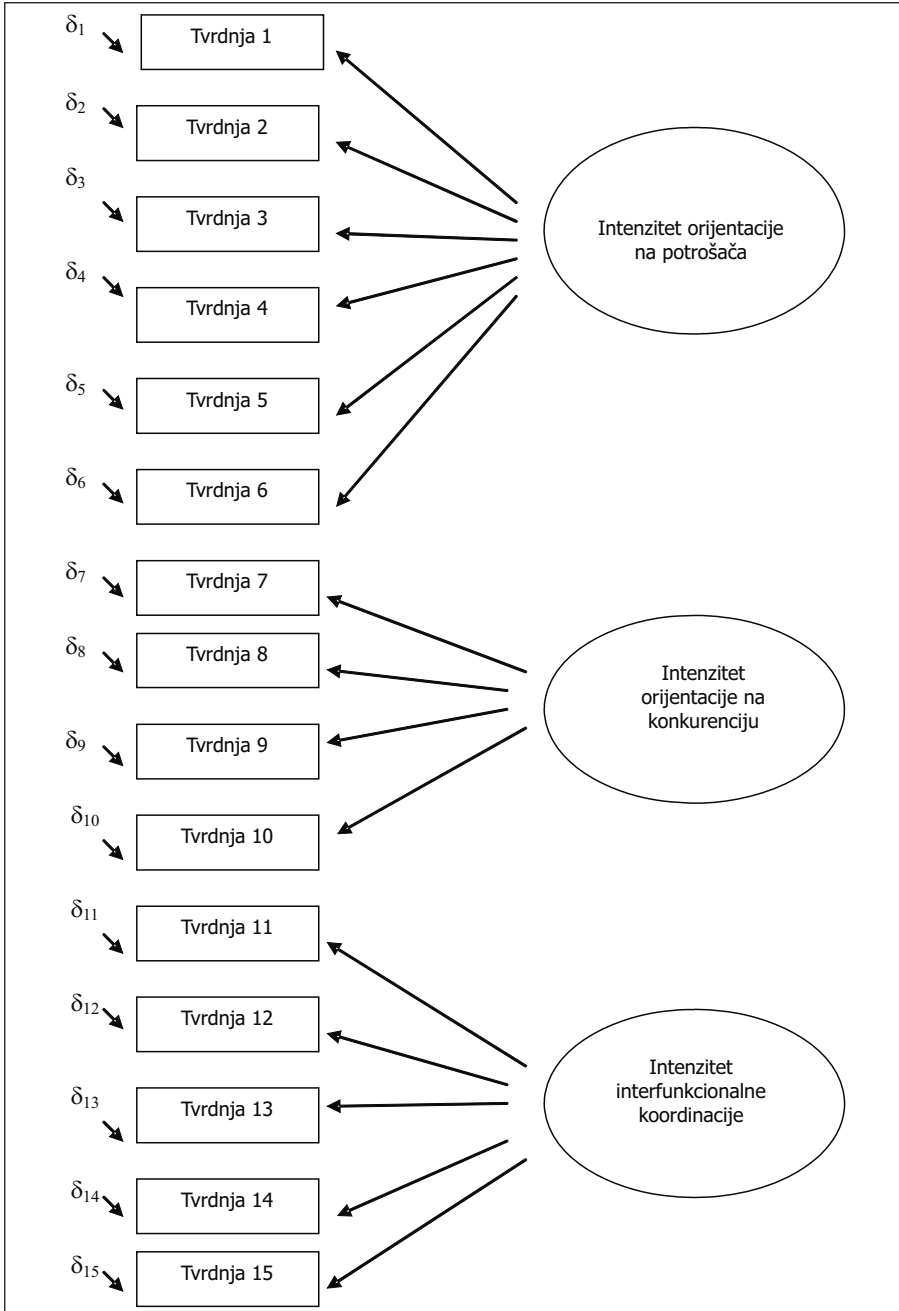 δ1
Tvrdnja 1
δ2
Tvrdnja 2
δ3
Tvrdnja 3
δ4
Tvrdnja 4
δ5
Tvrdnja 5
δ6
Tvrdnja 6
Intenzitet orijentacije
na potrošača
δ7
Tvrdnja 7
δ8
Tvrdnja 8
δ9
Tvrdnja 9
δ10
Tvrdnja 10
Intenzitet
orijentacije na
konkurenciju
δ11
Tvrdnja 11
δ12
Tvrdnja 12
δ13
Tvrdnja 13
δ14
Tvrdnja 14
δ15
Tvrdnja 15
Intenzitet
interfunkcionalne
koordinacije